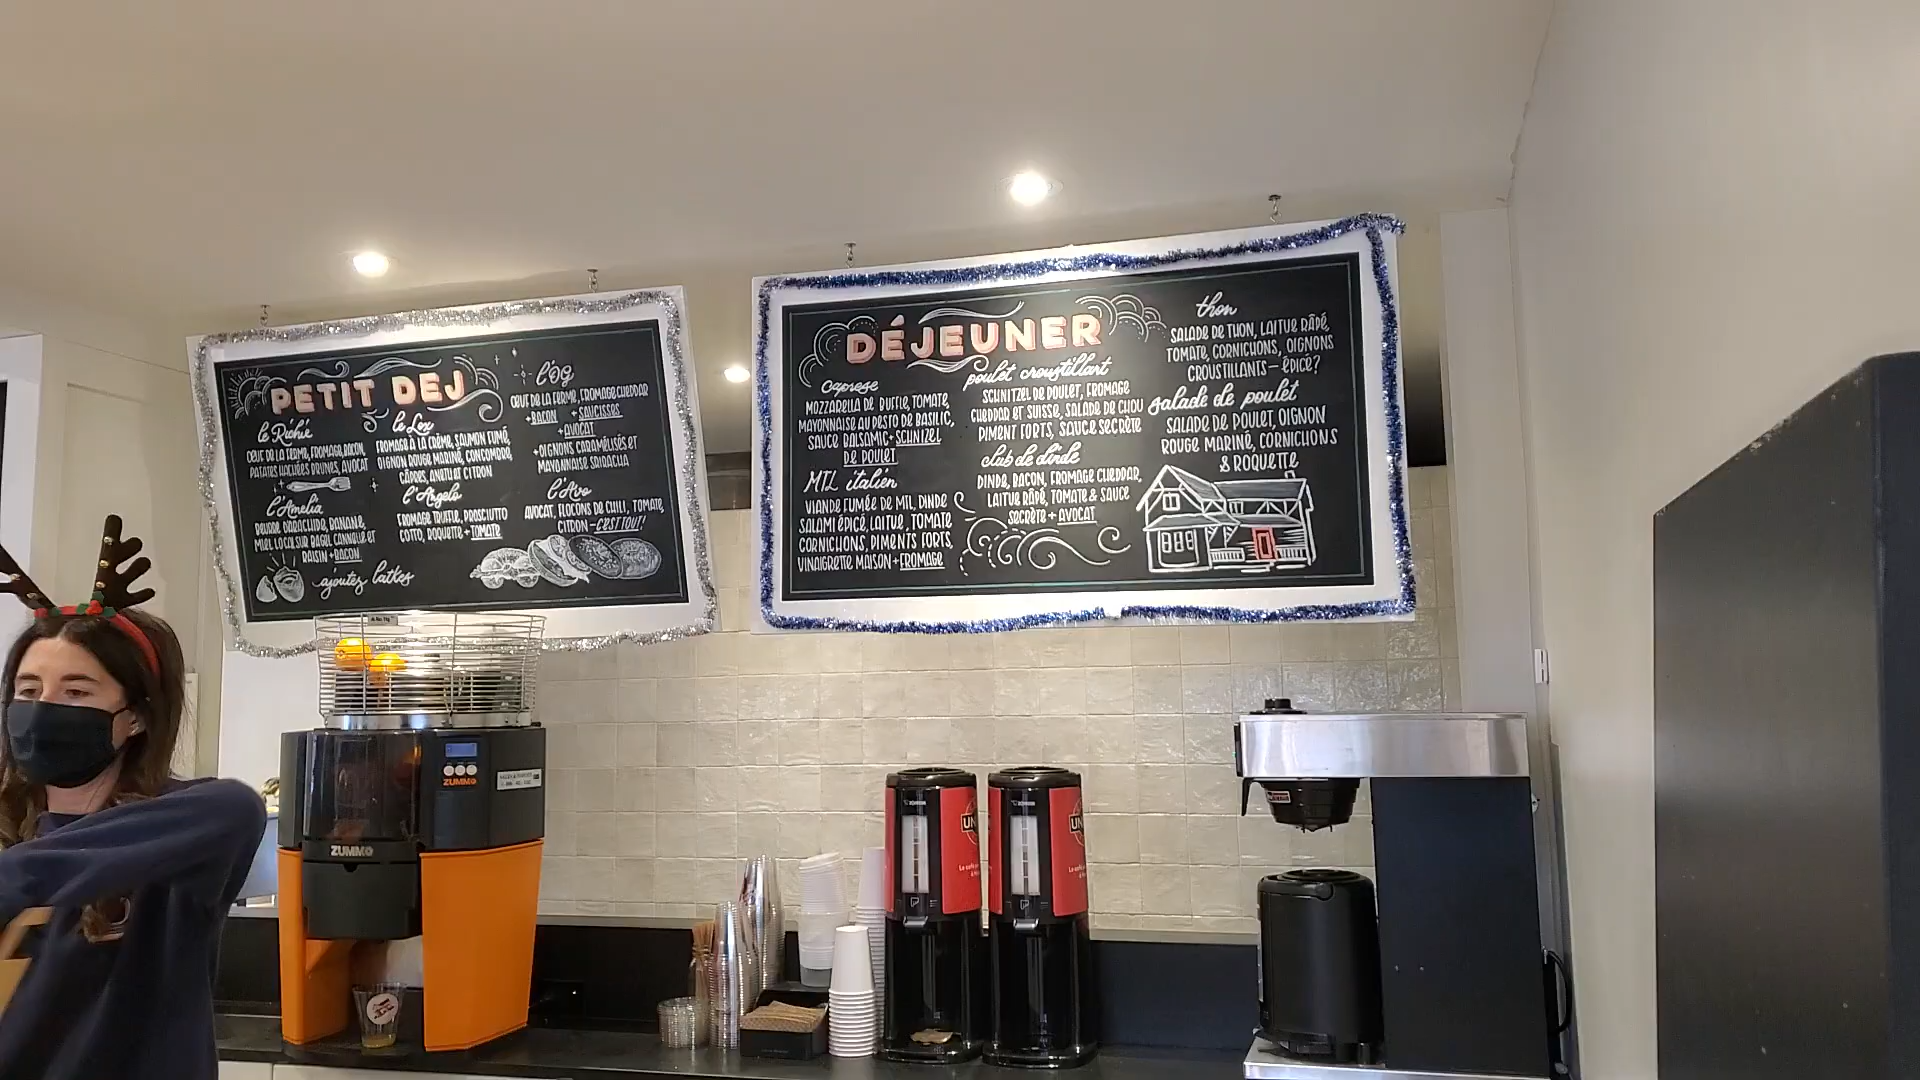 PETIT DEJ
le Richie
ŒUF DE LA FERME, FROMAGE, BACON,
PATATES HACHÉES BRUNES, AVOCAT
l'Amelia
BEURRE D'ARACHIDE, BANANE,
MIEL LOCAL SUR BAGEL CANNELLE ET
RAISIN + BACON
le Lox
FROMAGE À LA CRÈME, SAUMON FUMÉ,
OIGNON ROUGE MARINÉ, CONCOMBRE,
CÂPRES, ANETH ET CITRON
l'Angelo
FROMAGE TRUFFLE, PROSCIUTTO
COTTO, ROQUETTE + TOMATE
l'OG
ŒUF DE LA FERME, FROMAGE CHEDDAR
+ BACON + SAUCISSES
+ AVOCAT
+ OIGNONS CARAMÉLISÉS ET
MAYONNAISE SRIRACHA
l'Avo
AVOCAT, FLOCONS DE CHILI, TOMATE,
CITRON – C'EST TOUT!
ajoutez latkes
DÉJEUNER
caprese
MOZZARELLA DE BUFFLE, TOMATE,
MAYONNAISE AU PESTO DE BASILIC,
SAUCE BALSAMIC + SCHNITZEL
DE POULET
MTL italien
VIANDE FUMÉE DE MTL, DINDE
SALAMI ÉPICÉ, LAITUE, TOMATE
CORNICHONS, PIMENTS FORTS,
VINAIGRETTE MAISON + FROMAGE
poulet croustillant
SCHNITZEL DE POULET, FROMAGE
CHEDDAR ET SUISSE, SALADE DE CHOU
PIMENT FORTS, SAUCE SECRÈTE
club de dinde
DINDE, BACON, FROMAGE CHEDDAR,
LAITUE RÂPÉ, TOMATE & SAUCE
SECRÈTE + AVOCAT
thon
SALADE DE THON, LAITUE RÂPÉ,
TOMATE, CORNICHONS, OIGNONS
CROUSTILLANTS – ÉPICÉ?
salade de poulet
SALADE DE POULET, OIGNON
ROUGE MARINÉ, CORNICHONS
& ROQUETTE
ZUMMO
ZUMMO
UN
UN